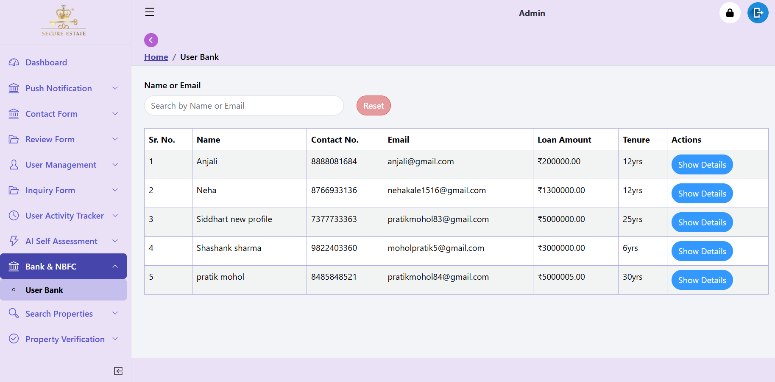 SECURE ESTATE
Admin
Home / User Bank
Dashboard
Push Notification
Contact Form
Review Form
User Management
Inquiry Form
User Activity Tracker
AI Self Assessment
Bank & NBFC
User Bank
Search Properties
Property Verification
Name or Email
Search by Name or Email Reset
Sr. No. Name Contact No. Email Loan Amount Tenure Actions
1 Anjali 8888081684 anjali@gmail.com ₹200000.00 12yrs Show Details
2 Neha 8766933136 nehakale1516@gmail.com ₹1300000.00 12yrs Show Details
3 Siddhart new profile 7377733363 pratikmohol83@gmail.com ₹5000000.00 25yrs Show Details
4 Shashank sharma 9822403360 moholpratik5@gmail.com ₹3000000.00 6yrs Show Details
5 pratik mohol 8485848521 pratikmohol84@gmail.com ₹5000005.00 30yrs Show Details